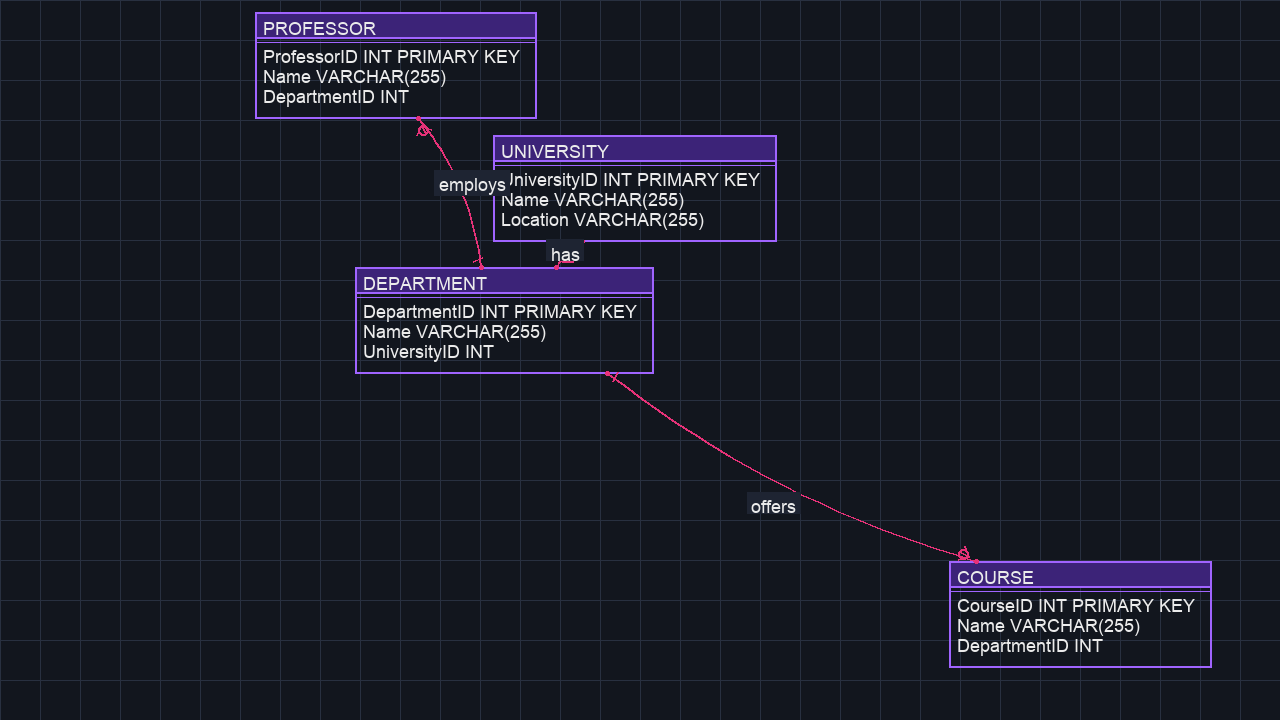 PROFESSOR
ProfessorID INT PRIMARY KEY
Name VARCHAR(255)
DepartmentID INT
employs
UNIVERSITY
UniversityID INT PRIMARY KEY
Name VARCHAR(255)
Location VARCHAR(255)
has
DEPARTMENT
DepartmentID INT PRIMARY KEY
Name VARCHAR(255)
UniversityID INT
offers
COURSE
CourseID INT PRIMARY KEY
Name VARCHAR(255)
DepartmentID INT